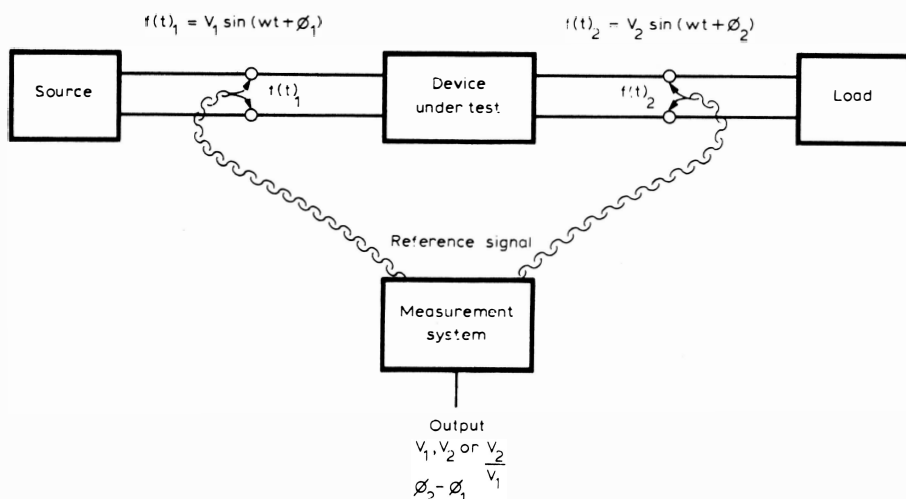 f(t)₁ = V₁ sin (wt + ø₁)
f(t)₂ = V₂ sin (wt + ø₂)
Source
f(t)₁
Device
under test
f(t)₂
Load
Reference signal
Measurement
system
Output
V₁, V₂ or V₂/V₁
ø₂ - ø₁